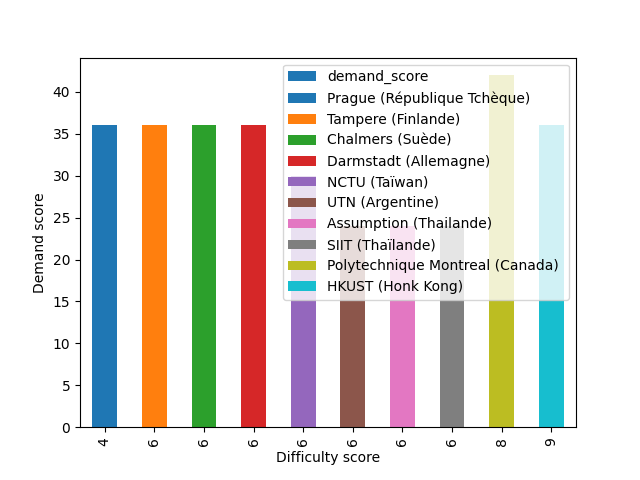 demand_score
Prague (République Tchèque)
Tampere (Finlande)
Chalmers (Suède)
Darmstadt (Allemagne)
NCTU (Taïwan)
UTN (Argentine)
Assumption (Thailande)
SIIT (Thaïlande)
Polytechnique Montreal (Canada)
HKUST (Honk Kong)
Demand score
40
35
30
25
20
15
10
5
0
4 6 6 6 6 6 6 6 8 9
Difficulty score